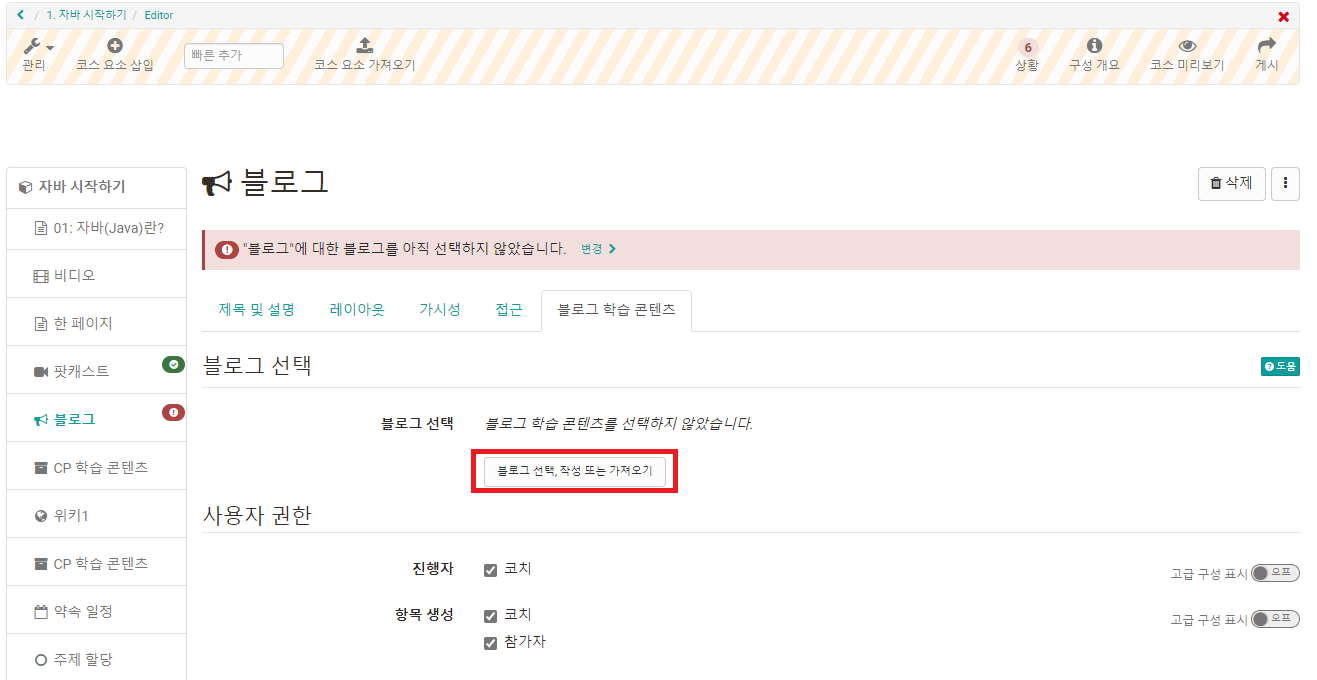 / 1. 자바 시작하기 / Editor
관리 코스 요소 삽입 빠른 추가 코스 요소 가져오기 6 상황 구성 개요 코스 미리보기 게시
자바 시작하기
01: 자바(Java)란?
비디오
한 페이지
팟캐스트
블로그
CP 학습 콘텐츠
위키1
CP 학습 콘텐츠
약속 일정
주제 할당
블로그 삭제
"블로그"에 대한 블로그를 아직 선택하지 않았습니다. 변경
제목 및 설명 레이아웃 가시성 접근 블로그 학습 콘텐츠
블로그 선택 도움
블로그 선택 블로그 학습 콘텐츠를 선택하지 않았습니다.
블로그 선택, 작성 또는 가져오기
사용자 권한
진행자 코치 고급 구성 표시 오프
항목 생성 코치 고급 구성 표시 오프
참가자